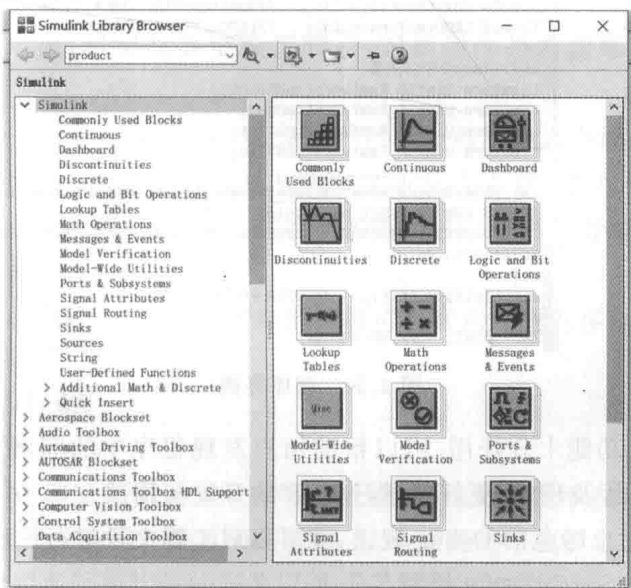 Simulink Library Browser
product
Simulink
Simulink
Commonly Used Blocks
Continuous
Dashboard
Discontinuities
Discrete
Logic and Bit Operations
Lookup Tables
Math Operations
Messages & Events
Model Verification
Model-Wide Utilities
Ports & Subsystems
Signal Attributes
Signal Routing
Sinks
Sources
String
User-Defined Functions
Additional Math & Discrete
Quick Insert
Aerospace Blockset
Audio Toolbox
Automated Driving Toolbox
AUTOSAR Blockset
Communications Toolbox
Communications Toolbox HDL Support
Computer Vision Toolbox
Control System Toolbox
Data Acquisition Toolbox
Commonly
Used Blocks
Continuous
Dashboard
Discontinuities
Discrete
Logic and Bit
Operations
Lookup
Tables
Math
Operations
Messages
& Events
Misc
Model-Wide
Utilities
Model
Verification
Ports &
Subsystems
Signal
Attributes
Signal
Routing
Sinks